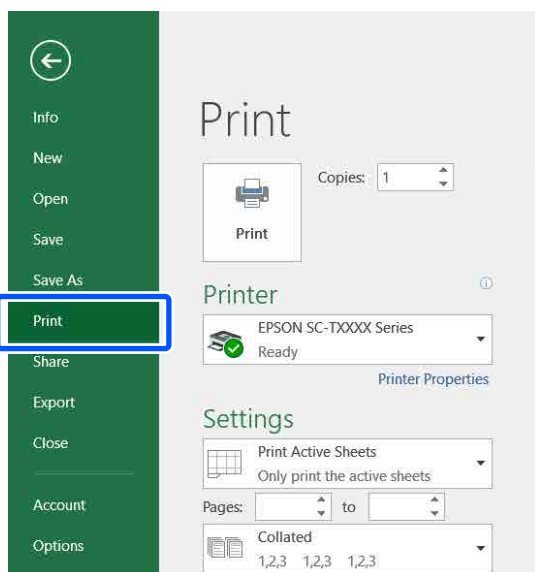 Info
New
Open
Save
Save As
Print
Share
Export
Close
Account
Options
Print
Copies: 1
Print
Printer
EPSON SC-TXXXX Series
Ready
Printer Properties
Settings
Print Active Sheets
Only print the active sheets
Pages: to
Collated
1,2,3 1,2,3 1,2,3